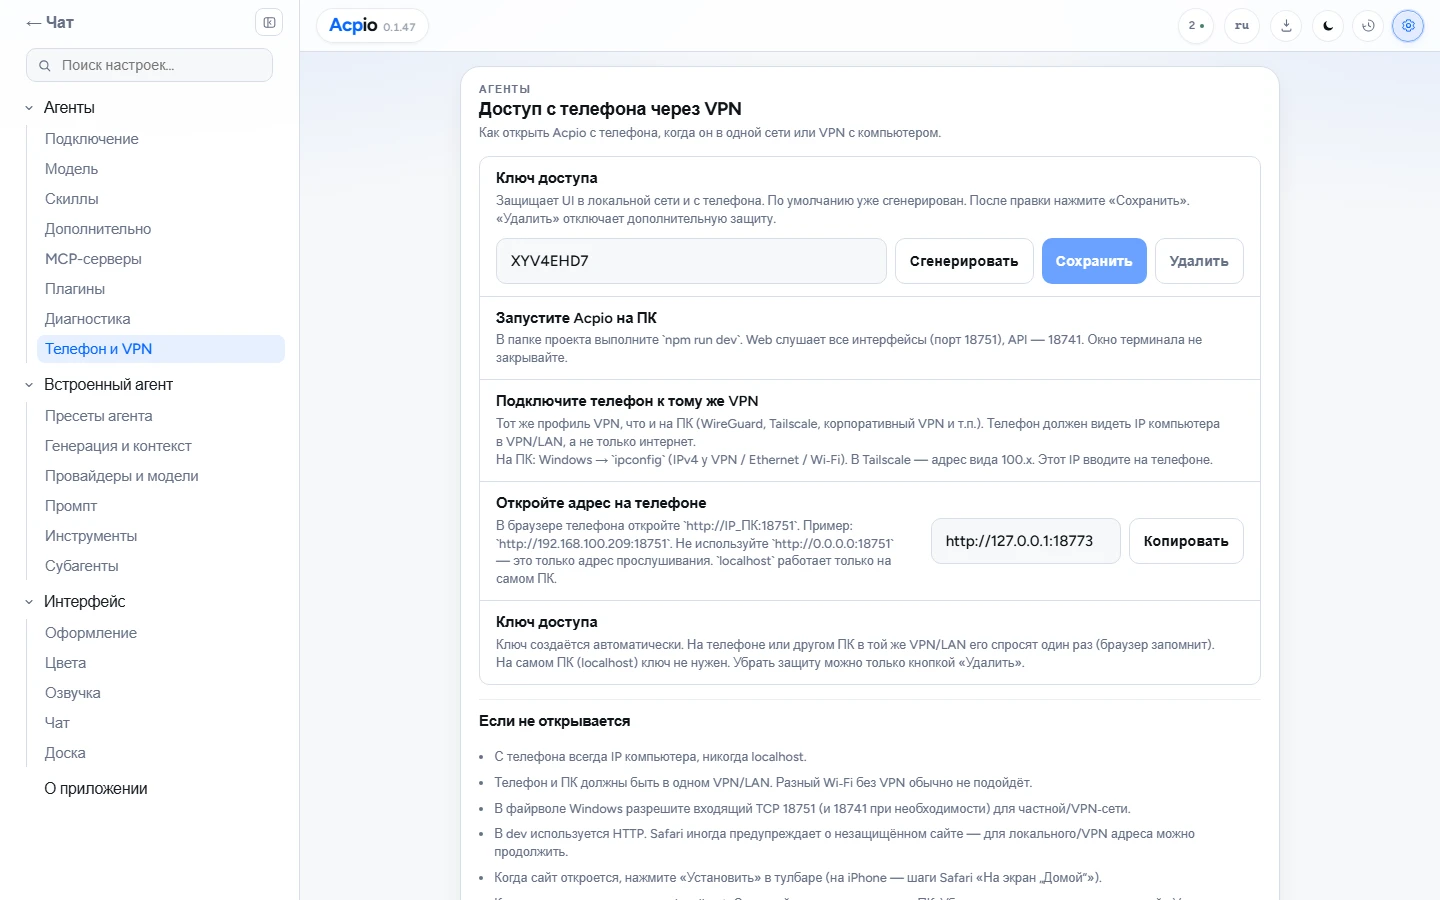 ← Чат
Поиск настроек...
Агенты
Подключение
Модель
Скиллы
Дополнительно
MCP-серверы
Плагины
Диагностика
Телефон и VPN
Встроенный агент
Пресеты агента
Генерация и контекст
Провайдеры и модели
Промпт
Инструменты
Субагенты
Интерфейс
Оформление
Цвета
Озвучка
Чат
Доска
О приложении
Acpio 0.1.47
2
ru
АГЕНТЫ
Доступ с телефона через VPN
Как открыть Acpio с телефона, когда он в одной сети или VPN с компьютером.
Ключ доступа
Защищает UI в локальной сети и с телефона. По умолчанию уже сгенерирован. После правки нажмите «Сохранить».
«Удалить» отключает дополнительную защиту.
XYV4EHD7
Сгенерировать
Сохранить
Удалить
Запустите Acpio на ПК
В папке проекта выполните `npm run dev`. Web слушает все интерфейсы (порт 18751), API — 18741. Окно терминала не
закрывайте.
Подключите телефон к тому же VPN
Тот же профиль VPN, что и на ПК (WireGuard, Tailscale, корпоративный VPN и т.п.). Телефон должен видеть IP компьютера
в VPN/LAN, а не только интернет.
На ПК: Windows → `ipconfig` (IPv4 у VPN / Ethernet / Wi-Fi). В Tailscale — адрес вида 100.x. Этот IP вводите на телефоне.
Откройте адрес на телефоне
В браузере телефона откройте `http://IP_ПК:18751`. Пример:
`http://192.168.100.209:18751`. Не используйте `http://0.0.0.0:18751`
— это только адрес прослушивания. `localhost` работает только на
самом ПК.
http://127.0.0.1:18773
Копировать
Ключ доступа
Ключ создаётся автоматически. На телефоне или другом ПК в той же VPN/LAN его спросят один раз (браузер запомнит).
На самом ПК (localhost) ключ не нужен. Убрать защиту можно только кнопкой «Удалить».
Если не открывается
• С телефона всегда IP компьютера, никогда localhost.
• Телефон и ПК должны быть в одном VPN/LAN. Разный Wi-Fi без VPN обычно не подойдёт.
• В файрволе Windows разрешите входящий TCP 18751 (и 18741 при необходимости) для частной/VPN-сети.
• В dev используется HTTP. Safari иногда предупреждает о незащищённом сайте — для локального/VPN адреса можно
продолжить.
• Когда сайт откроется, нажмите «Установить» в тулбаре (на iPhone — шаги Safari «На экран „Домой“»).